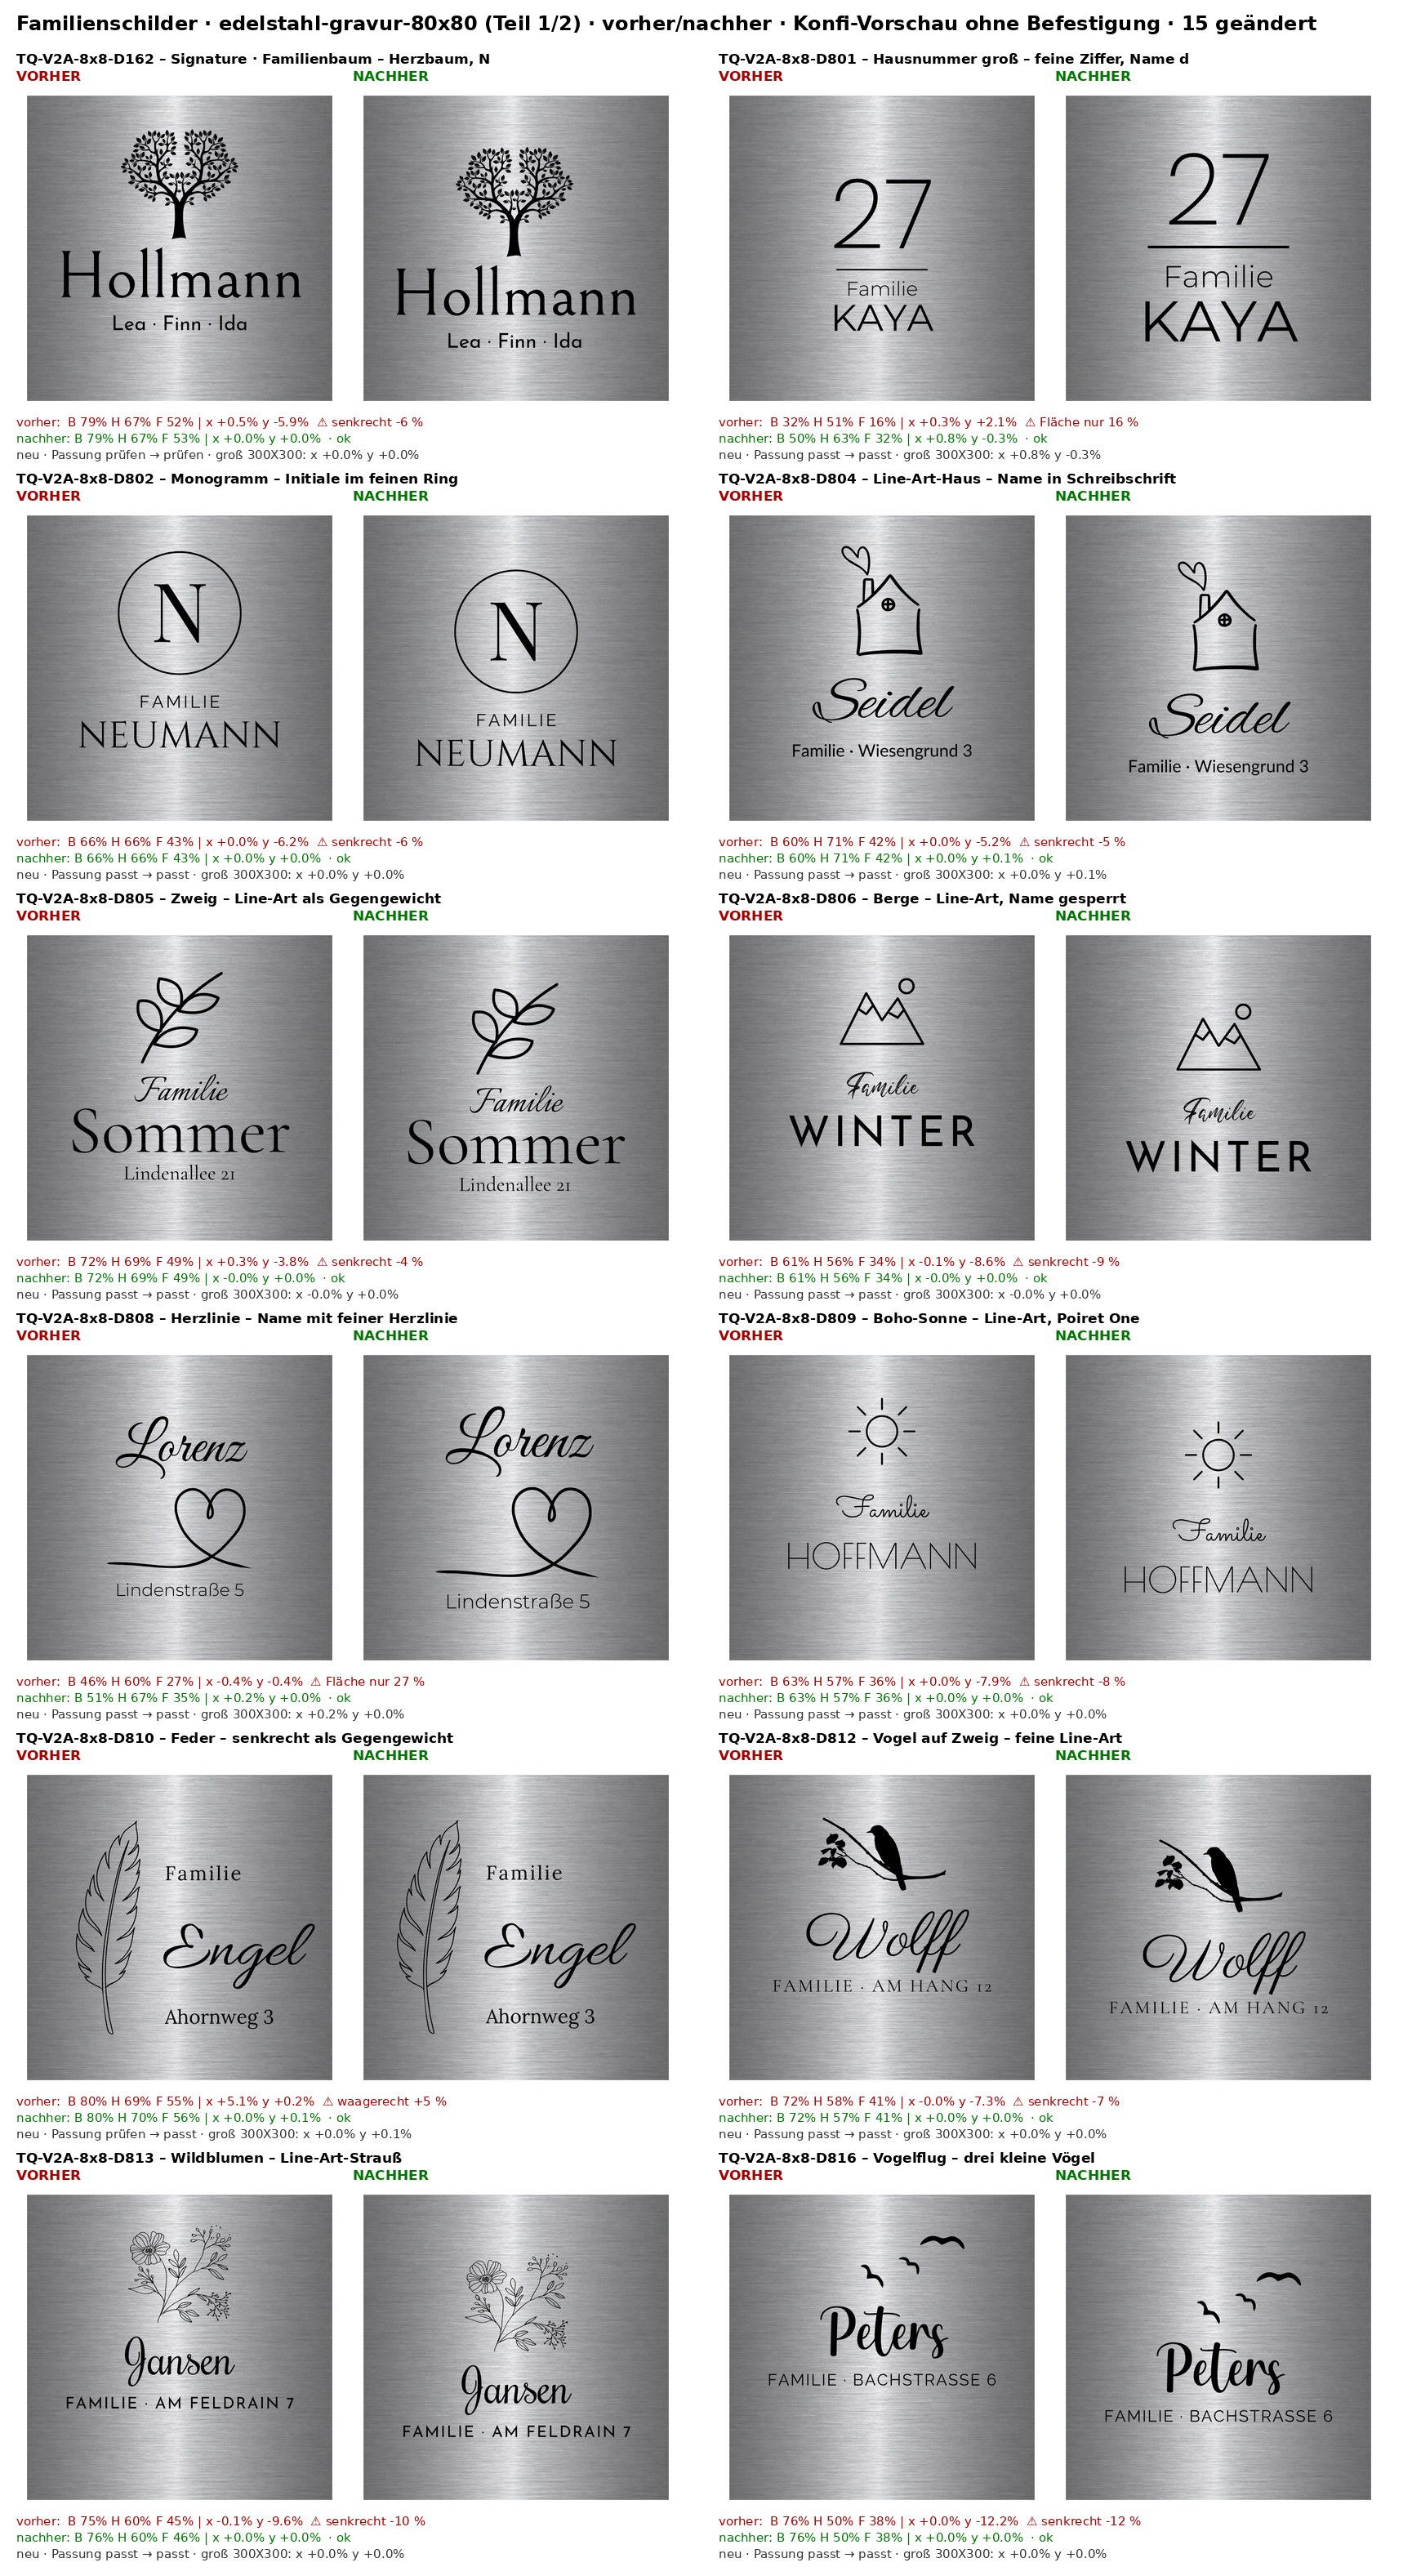 Familienschilder · edelstahl-gravur-80x80 (Teil 1/2) · vorher/nachher · Konfi-Vorschau ohne Befestigung · 15 geändert
TQ-V2A-8x8-D162 – Signature · Familienbaum – Herzbaum, N
VORHER NACHHER
Hollmann
Lea · Finn · Ida
Hollmann
Lea · Finn · Ida
vorher: B 79% H 67% F 52% | x +0.5% y -5.9% ⚠ senkrecht -6 %
nachher: B 79% H 67% F 53% | x +0.0% y +0.0% · ok
neu · Passung prüfen → prüfen · groß 300X300: x +0.0% y +0.0%
TQ-V2A-8x8-D801 – Hausnummer groß – feine Ziffer, Name d
VORHER NACHHER
27
Familie
KAYA
27
Familie
KAYA
vorher: B 32% H 51% F 16% | x +0.3% y +2.1% ⚠ Fläche nur 16 %
nachher: B 50% H 63% F 32% | x +0.8% y -0.3% · ok
neu · Passung passt → passt · groß 300X300: x +0.8% y -0.3%
TQ-V2A-8x8-D802 – Monogramm – Initiale im feinen Ring
VORHER NACHHER
N
FAMILIE
NEUMANN
N
FAMILIE
NEUMANN
vorher: B 66% H 66% F 43% | x +0.0% y -6.2% ⚠ senkrecht -6 %
nachher: B 66% H 66% F 43% | x +0.0% y +0.0% · ok
neu · Passung passt → passt · groß 300X300: x +0.0% y +0.0%
TQ-V2A-8x8-D804 – Line-Art-Haus – Name in Schreibschrift
VORHER NACHHER
Seidel
Familie · Wiesengrund 3
Seidel
Familie · Wiesengrund 3
vorher: B 60% H 71% F 42% | x +0.0% y -5.2% ⚠ senkrecht -5 %
nachher: B 60% H 71% F 42% | x +0.0% y +0.1% · ok
neu · Passung passt → passt · groß 300X300: x +0.0% y +0.1%
TQ-V2A-8x8-D805 – Zweig – Line-Art als Gegengewicht
VORHER NACHHER
Familie
Sommer
Lindenallee 21
Familie
Sommer
Lindenallee 21
vorher: B 72% H 69% F 49% | x +0.3% y -3.8% ⚠ senkrecht -4 %
nachher: B 72% H 69% F 49% | x -0.0% y +0.0% · ok
neu · Passung passt → passt · groß 300X300: x -0.0% y +0.0%
TQ-V2A-8x8-D806 – Berge – Line-Art, Name gesperrt
VORHER NACHHER
Familie
WINTER
Familie
WINTER
vorher: B 61% H 56% F 34% | x -0.1% y -8.6% ⚠ senkrecht -9 %
nachher: B 61% H 56% F 34% | x -0.0% y +0.0% · ok
neu · Passung passt → passt · groß 300X300: x -0.0% y +0.0%
TQ-V2A-8x8-D808 – Herzlinie – Name mit feiner Herzlinie
VORHER NACHHER
Lorenz
Lindenstraße 5
Lorenz
Lindenstraße 5
vorher: B 46% H 60% F 27% | x -0.4% y -0.4% ⚠ Fläche nur 27 %
nachher: B 51% H 67% F 35% | x +0.2% y +0.0% · ok
neu · Passung passt → passt · groß 300X300: x +0.2% y +0.0%
TQ-V2A-8x8-D809 – Boho-Sonne – Line-Art, Poiret One
VORHER NACHHER
Familie
HOFFMANN
Familie
HOFFMANN
vorher: B 63% H 57% F 36% | x +0.0% y -7.9% ⚠ senkrecht -8 %
nachher: B 63% H 57% F 36% | x +0.0% y +0.0% · ok
neu · Passung passt → passt · groß 300X300: x +0.0% y +0.0%
TQ-V2A-8x8-D810 – Feder – senkrecht als Gegengewicht
VORHER NACHHER
Familie
Engel
Ahornweg 3
Familie
Engel
Ahornweg 3
vorher: B 80% H 69% F 55% | x +5.1% y +0.2% ⚠ waagerecht +5 %
nachher: B 80% H 70% F 56% | x +0.0% y +0.1% · ok
neu · Passung prüfen → passt · groß 300X300: x +0.0% y +0.1%
TQ-V2A-8x8-D812 – Vogel auf Zweig – feine Line-Art
VORHER NACHHER
Wolff
FAMILIE · AM HANG 12
Wolff
FAMILIE · AM HANG 12
vorher: B 72% H 58% F 41% | x -0.0% y -7.3% ⚠ senkrecht -7 %
nachher: B 72% H 57% F 41% | x +0.0% y +0.0% · ok
neu · Passung passt → passt · groß 300X300: x +0.0% y +0.0%
TQ-V2A-8x8-D813 – Wildblumen – Line-Art-Strauß
VORHER NACHHER
Jansen
FAMILIE · AM FELDRAIN 7
Jansen
FAMILIE · AM FELDRAIN 7
vorher: B 75% H 60% F 45% | x -0.1% y -9.6% ⚠ senkrecht -10 %
nachher: B 76% H 60% F 46% | x +0.0% y +0.0% · ok
neu · Passung passt → passt · groß 300X300: x +0.0% y +0.0%
TQ-V2A-8x8-D816 – Vogelflug – drei kleine Vögel
VORHER NACHHER
Peters
FAMILIE · BACHSTRASSE 6
Peters
FAMILIE · BACHSTRASSE 6
vorher: B 76% H 50% F 38% | x +0.0% y -12.2% ⚠ senkrecht -12 %
nachher: B 76% H 50% F 38% | x +0.0% y +0.0% · ok
neu · Passung passt → passt · groß 300X300: x +0.0% y +0.0%